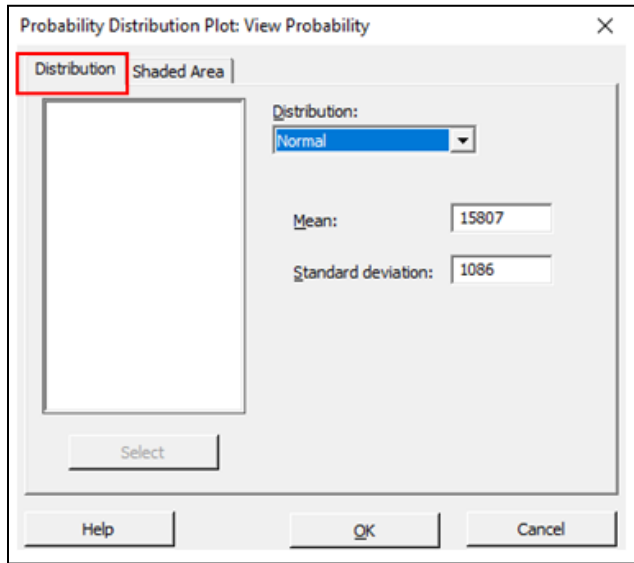 Probability Distribution Plot: View Probability
Distribution
Shaded Area
Distribution:
Normal
Mean:
15807
Standard deviation:
1086
Select
Help
OK
Cancel